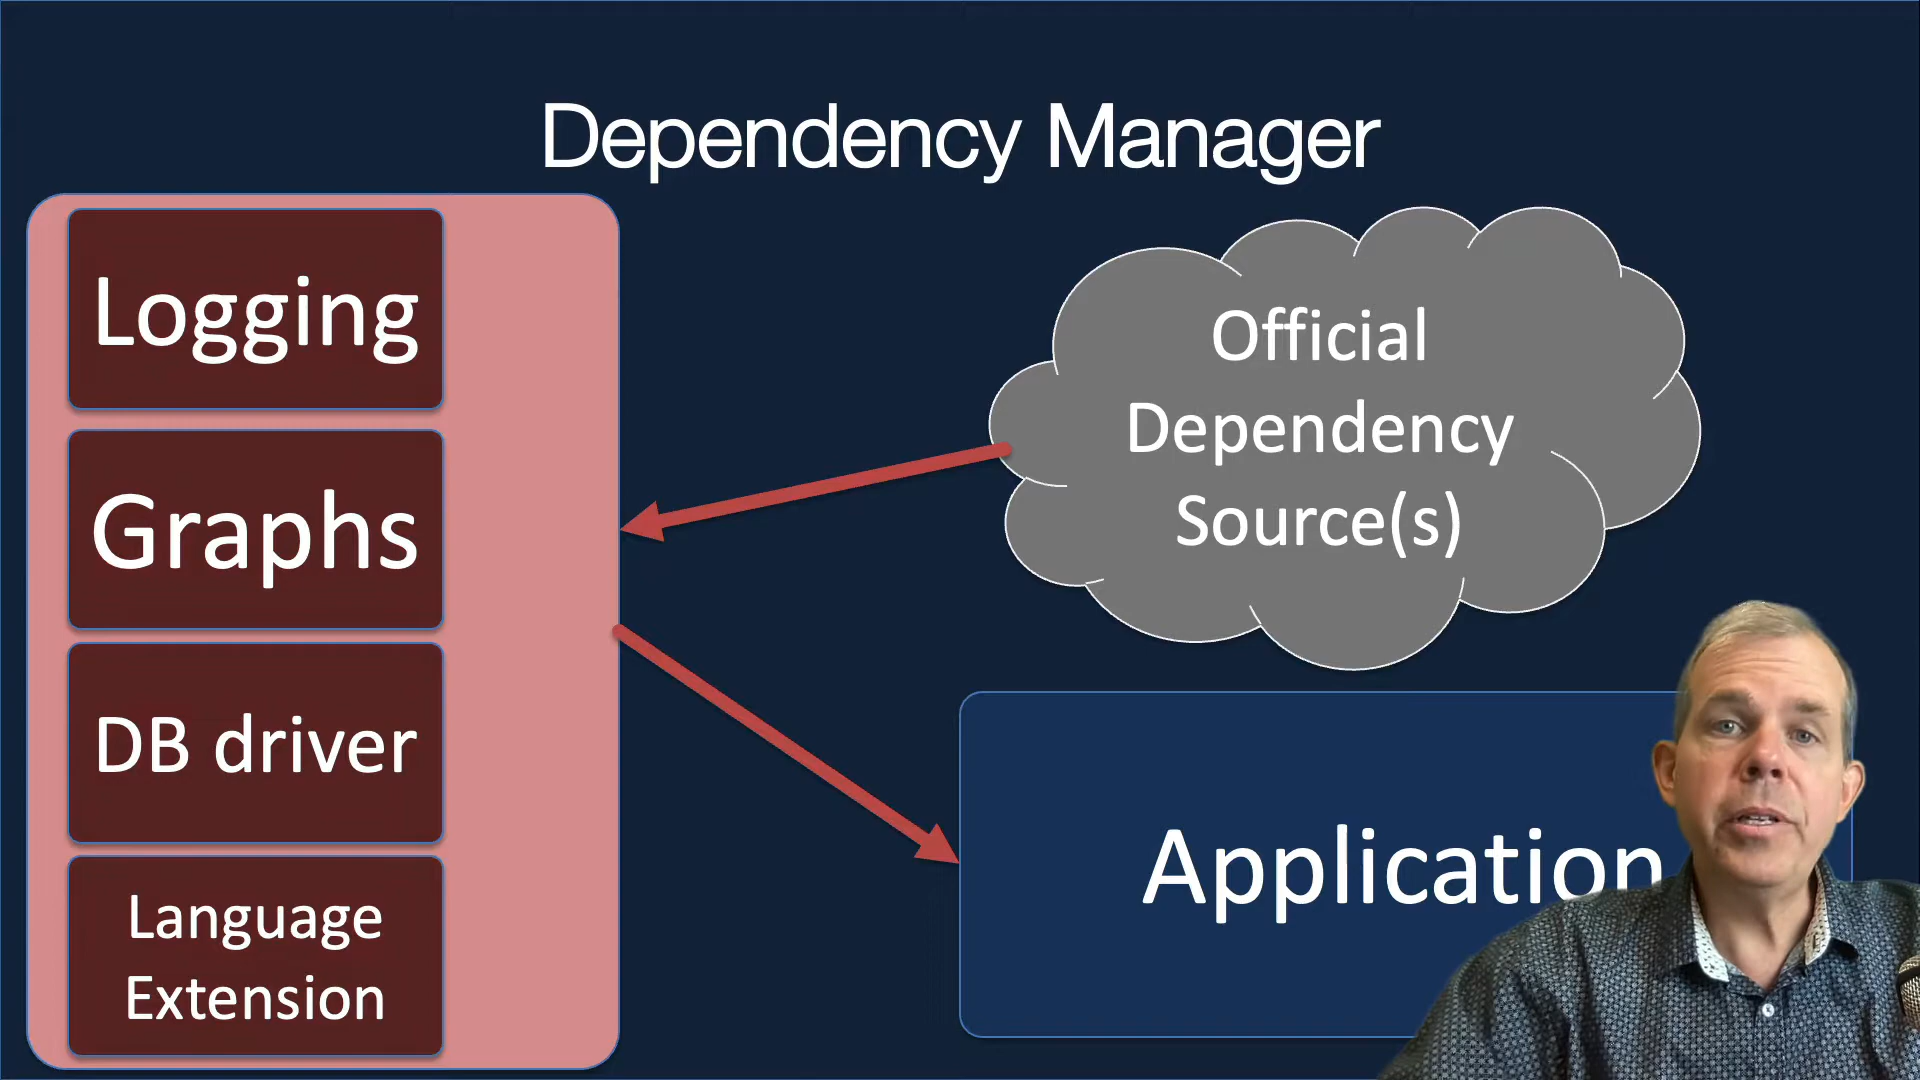 Dependency Manager
Logging
Graphs
DB driver
Language
Extension
Official
Dependency
Source(s)
Application